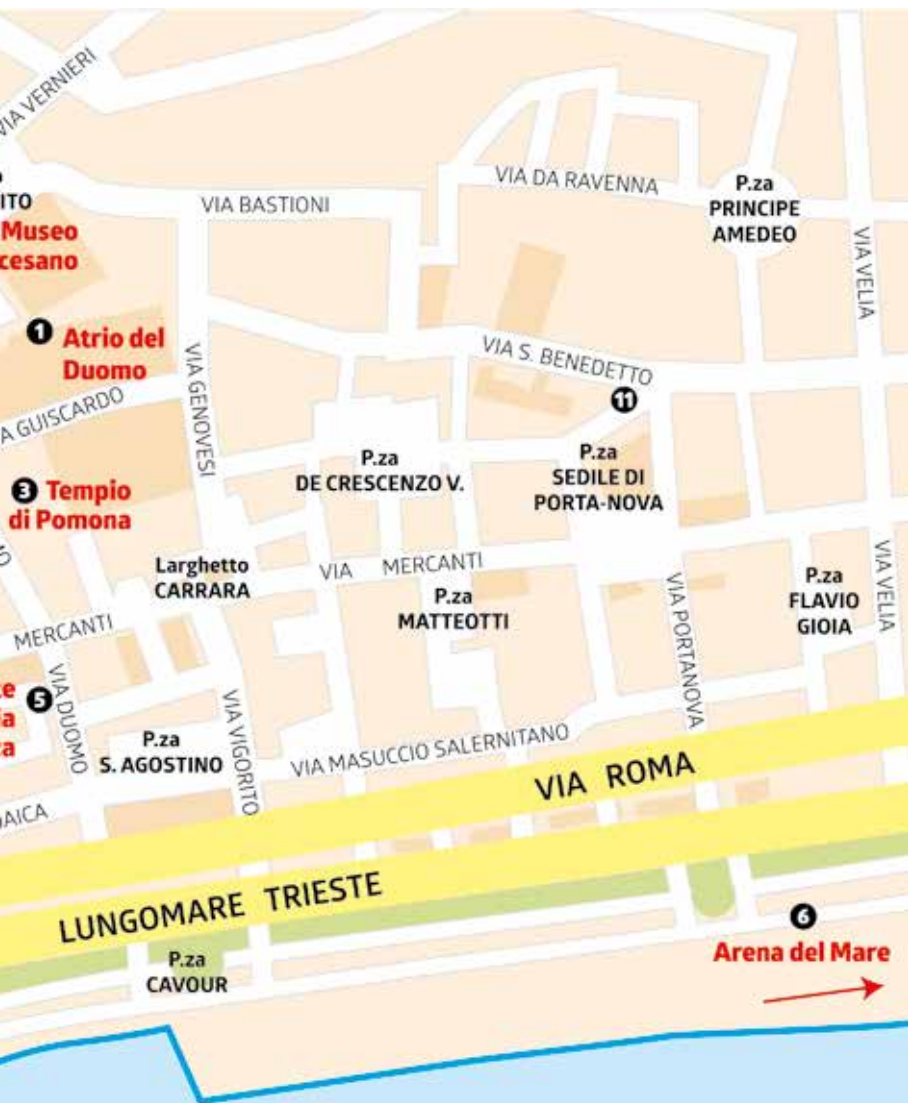 VIA VERNIERI
ITO
Museo
cesano
VIA BASTIONI
VIA DA RAVENNA
P.za
PRINCIPE
AMEDEO
VIA VELIA
1 Atrio del
Duomo
VIA GENOVESI
VIA S. BENEDETTO
11
A GUISCARDO
P.za
DE CRESCENZO V.
P.za
SEDILE DI
PORTA-NOVA
3 Tempio
di Pomona
Larghetto
CARRARA
VIA MERCANTI
P.za
MATTEOTTI
VIA PORTANOVA
P.za
FLAVIO
GIOIA
VIA VELIA
MERCANTI
5
VIA DUOMO
P.za
S. AGOSTINO
VIA VIGORITO
VIA MASUCCIO SALERNITANO
VIA ROMA
DAICA
LUNGOMARE TRIESTE
P.za
CAVOUR
6
Arena del Mare